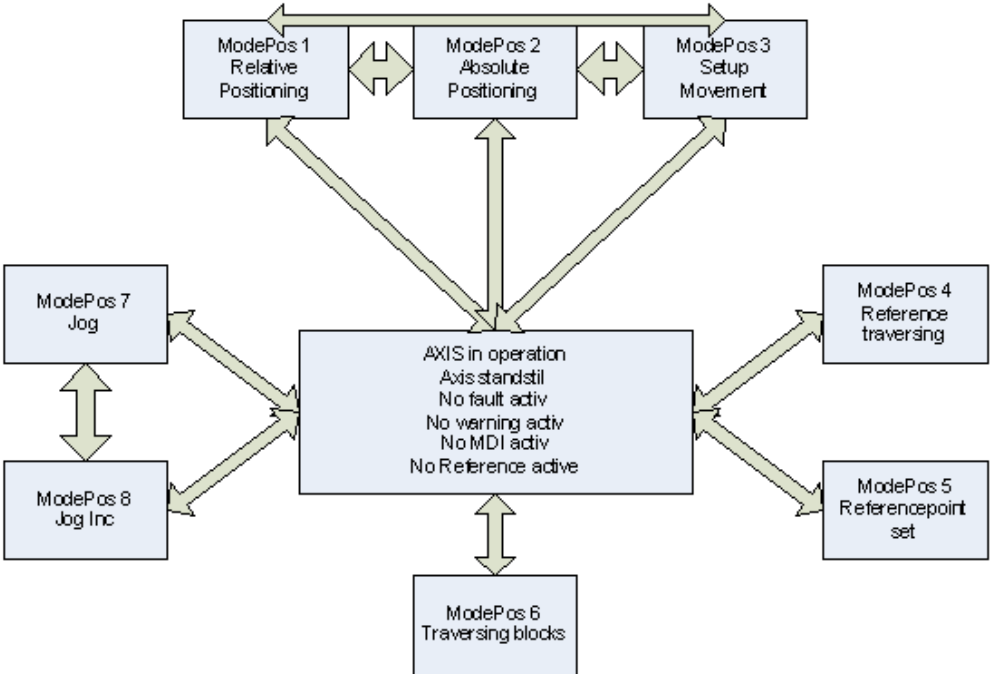 ModePos 1
Relative
Positioning
ModePos 2
Absolute
Positioning
ModePos 3
Setup
Movement
ModePos 7
Jog
ModePos 4
Reference
traversing
AXIS in operation
Axis standstil
No fault activ
No warning activ
No MDI activ
No Reference active
ModePos 8
Jog Inc
ModePos 5
Referencepoint
set
ModePos 6
Traversing blocks